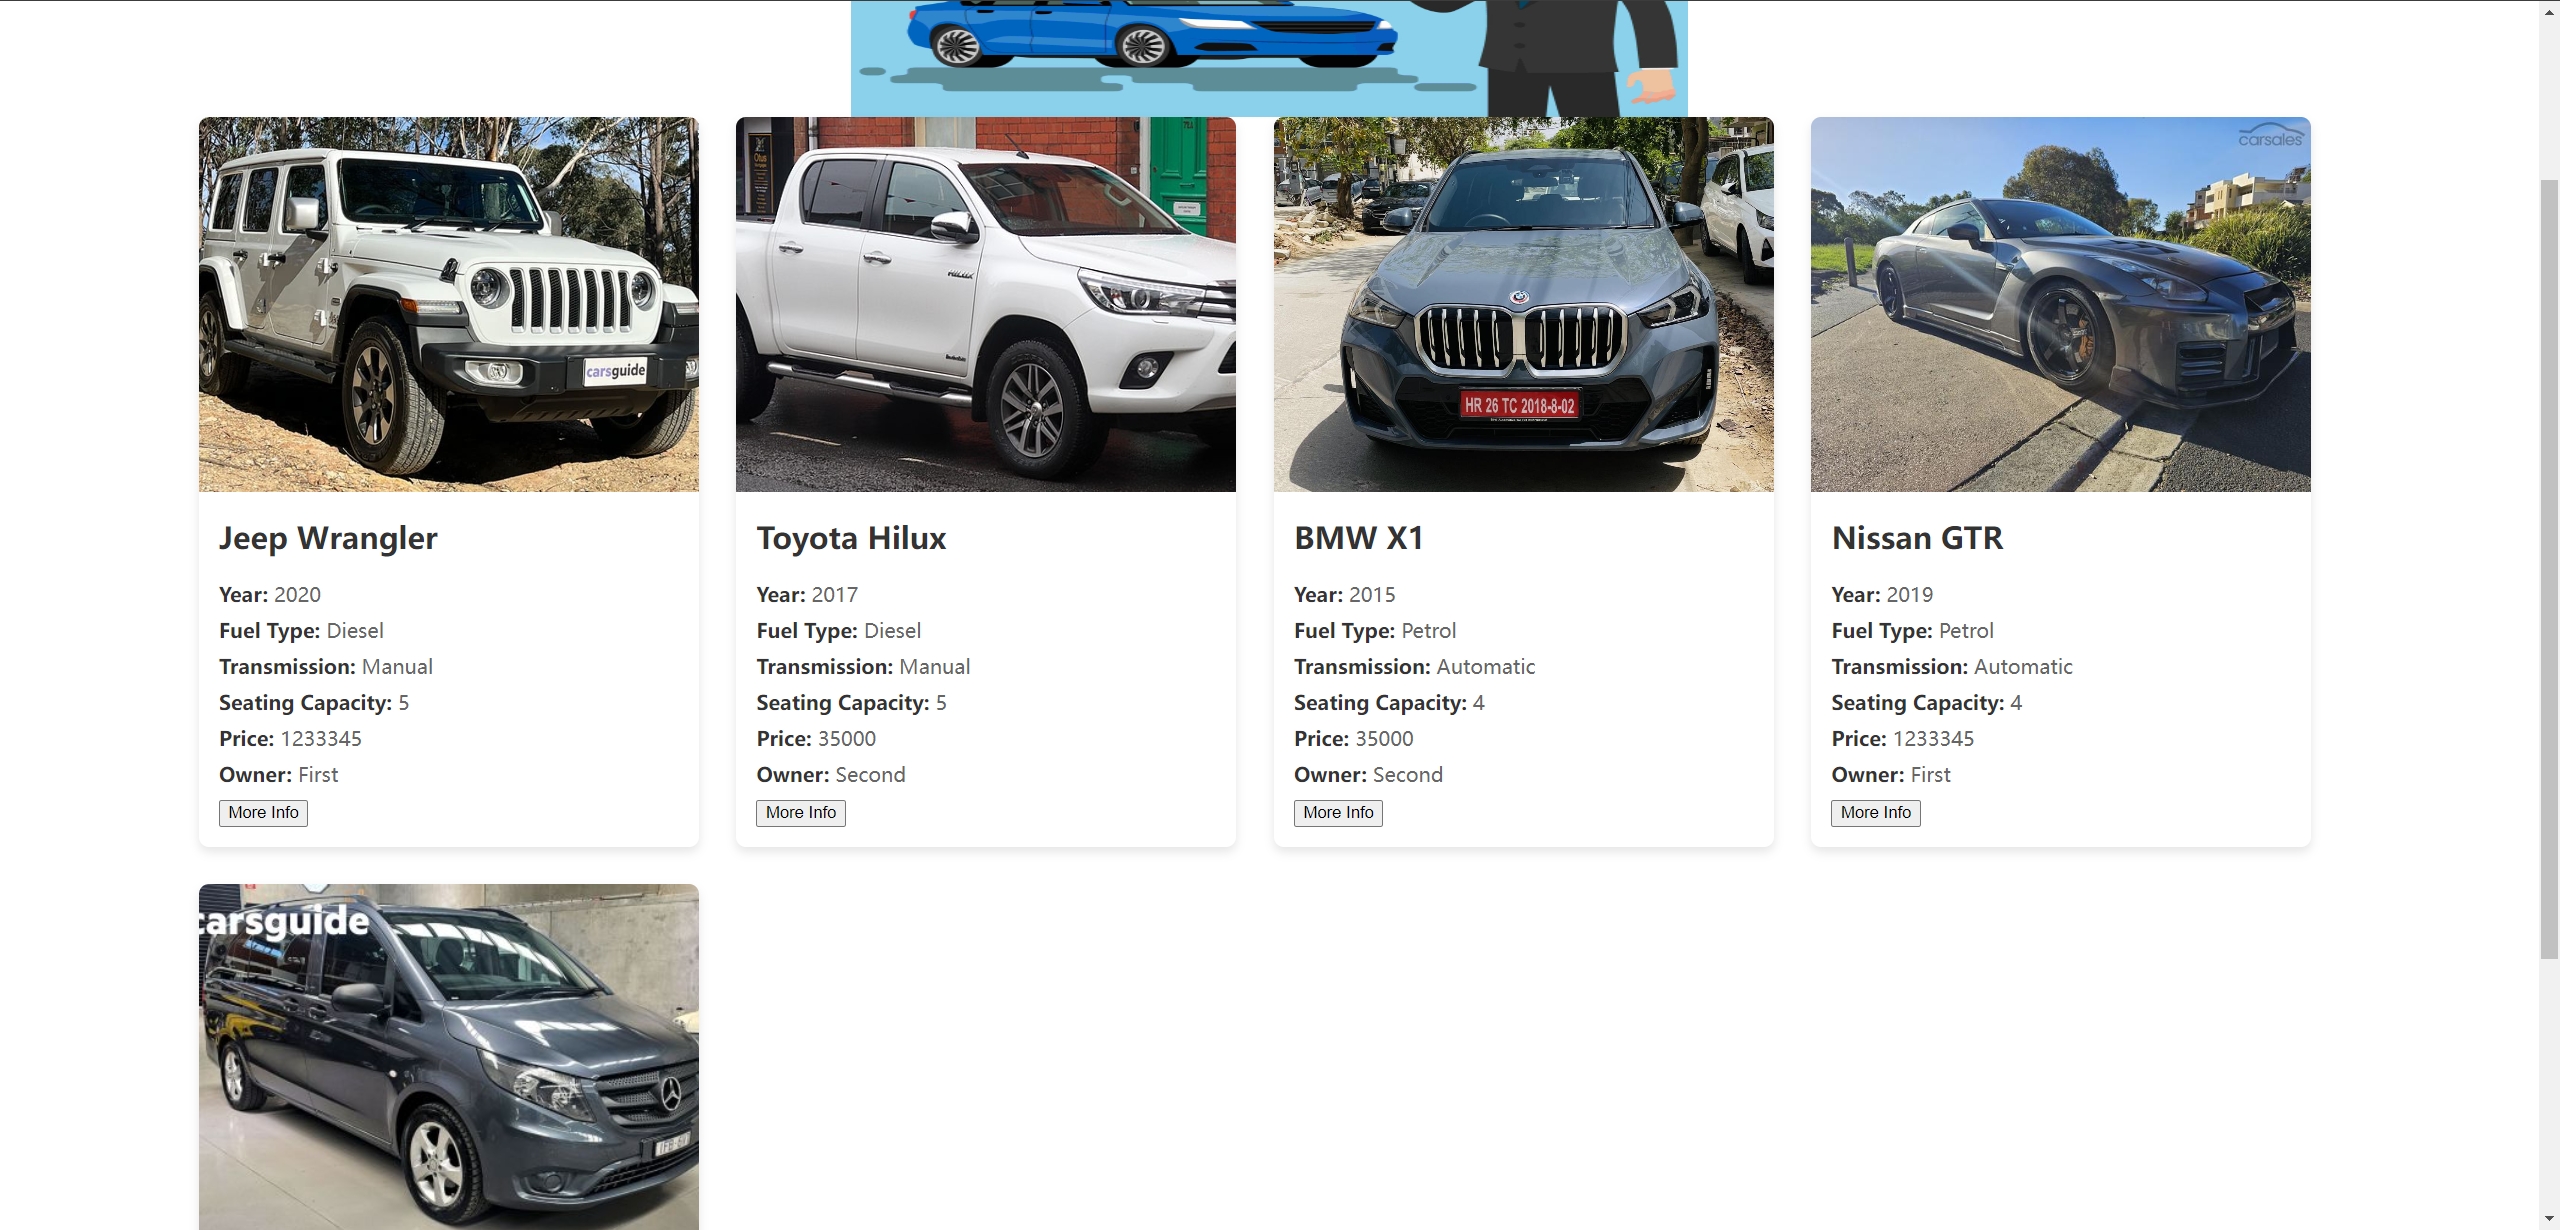 carsales
Otus
72A
HILUX
carsguide
HR 26 TC 2018-8-02
Jeep Wrangler
Year: 2020
Fuel Type: Diesel
Transmission: Manual
Seating Capacity: 5
Price: 1233345
Owner: First
More Info
Toyota Hilux
Year: 2017
Fuel Type: Diesel
Transmission: Manual
Seating Capacity: 5
Price: 35000
Owner: Second
More Info
BMW X1
Year: 2015
Fuel Type: Petrol
Transmission: Automatic
Seating Capacity: 4
Price: 35000
Owner: Second
More Info
Nissan GTR
Year: 2019
Fuel Type: Petrol
Transmission: Automatic
Seating Capacity: 4
Price: 1233345
Owner: First
More Info
carsguide